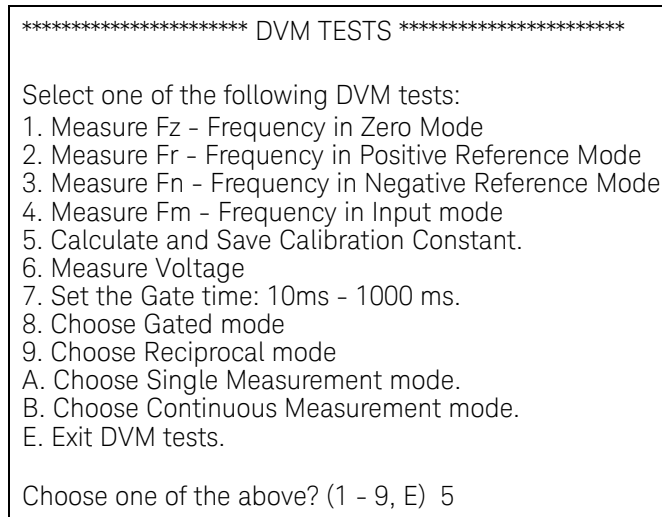 *********************** DVM TESTS ***********************
Select one of the following DVM tests:
1. Measure Fz - Frequency in Zero Mode
2. Measure Fr - Frequency in Positive Reference Mode
3. Measure Fn - Frequency in Negative Reference Mode
4. Measure Fm - Frequency in Input mode
5. Calculate and Save Calibration Constant.
6. Measure Voltage
7. Set the Gate time: 10ms - 1000 ms.
8. Choose Gated mode
9. Choose Reciprocal mode
A. Choose Single Measurement mode.
B. Choose Continuous Measurement mode.
E. Exit DVM tests.
Choose one of the above? (1 - 9, E) 5